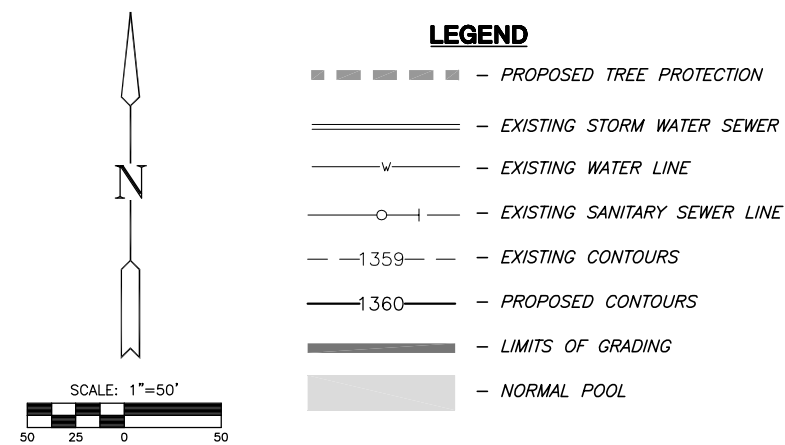 LEGEND
– PROPOSED TREE PROTECTION
– EXISTING STORM WATER SEWER
W – EXISTING WATER LINE
– EXISTING SANITARY SEWER LINE
1359 – EXISTING CONTOURS
1360 – PROPOSED CONTOURS
– LIMITS OF GRADING
– NORMAL POOL
N
SCALE: 1"=50'
50 25 0 50